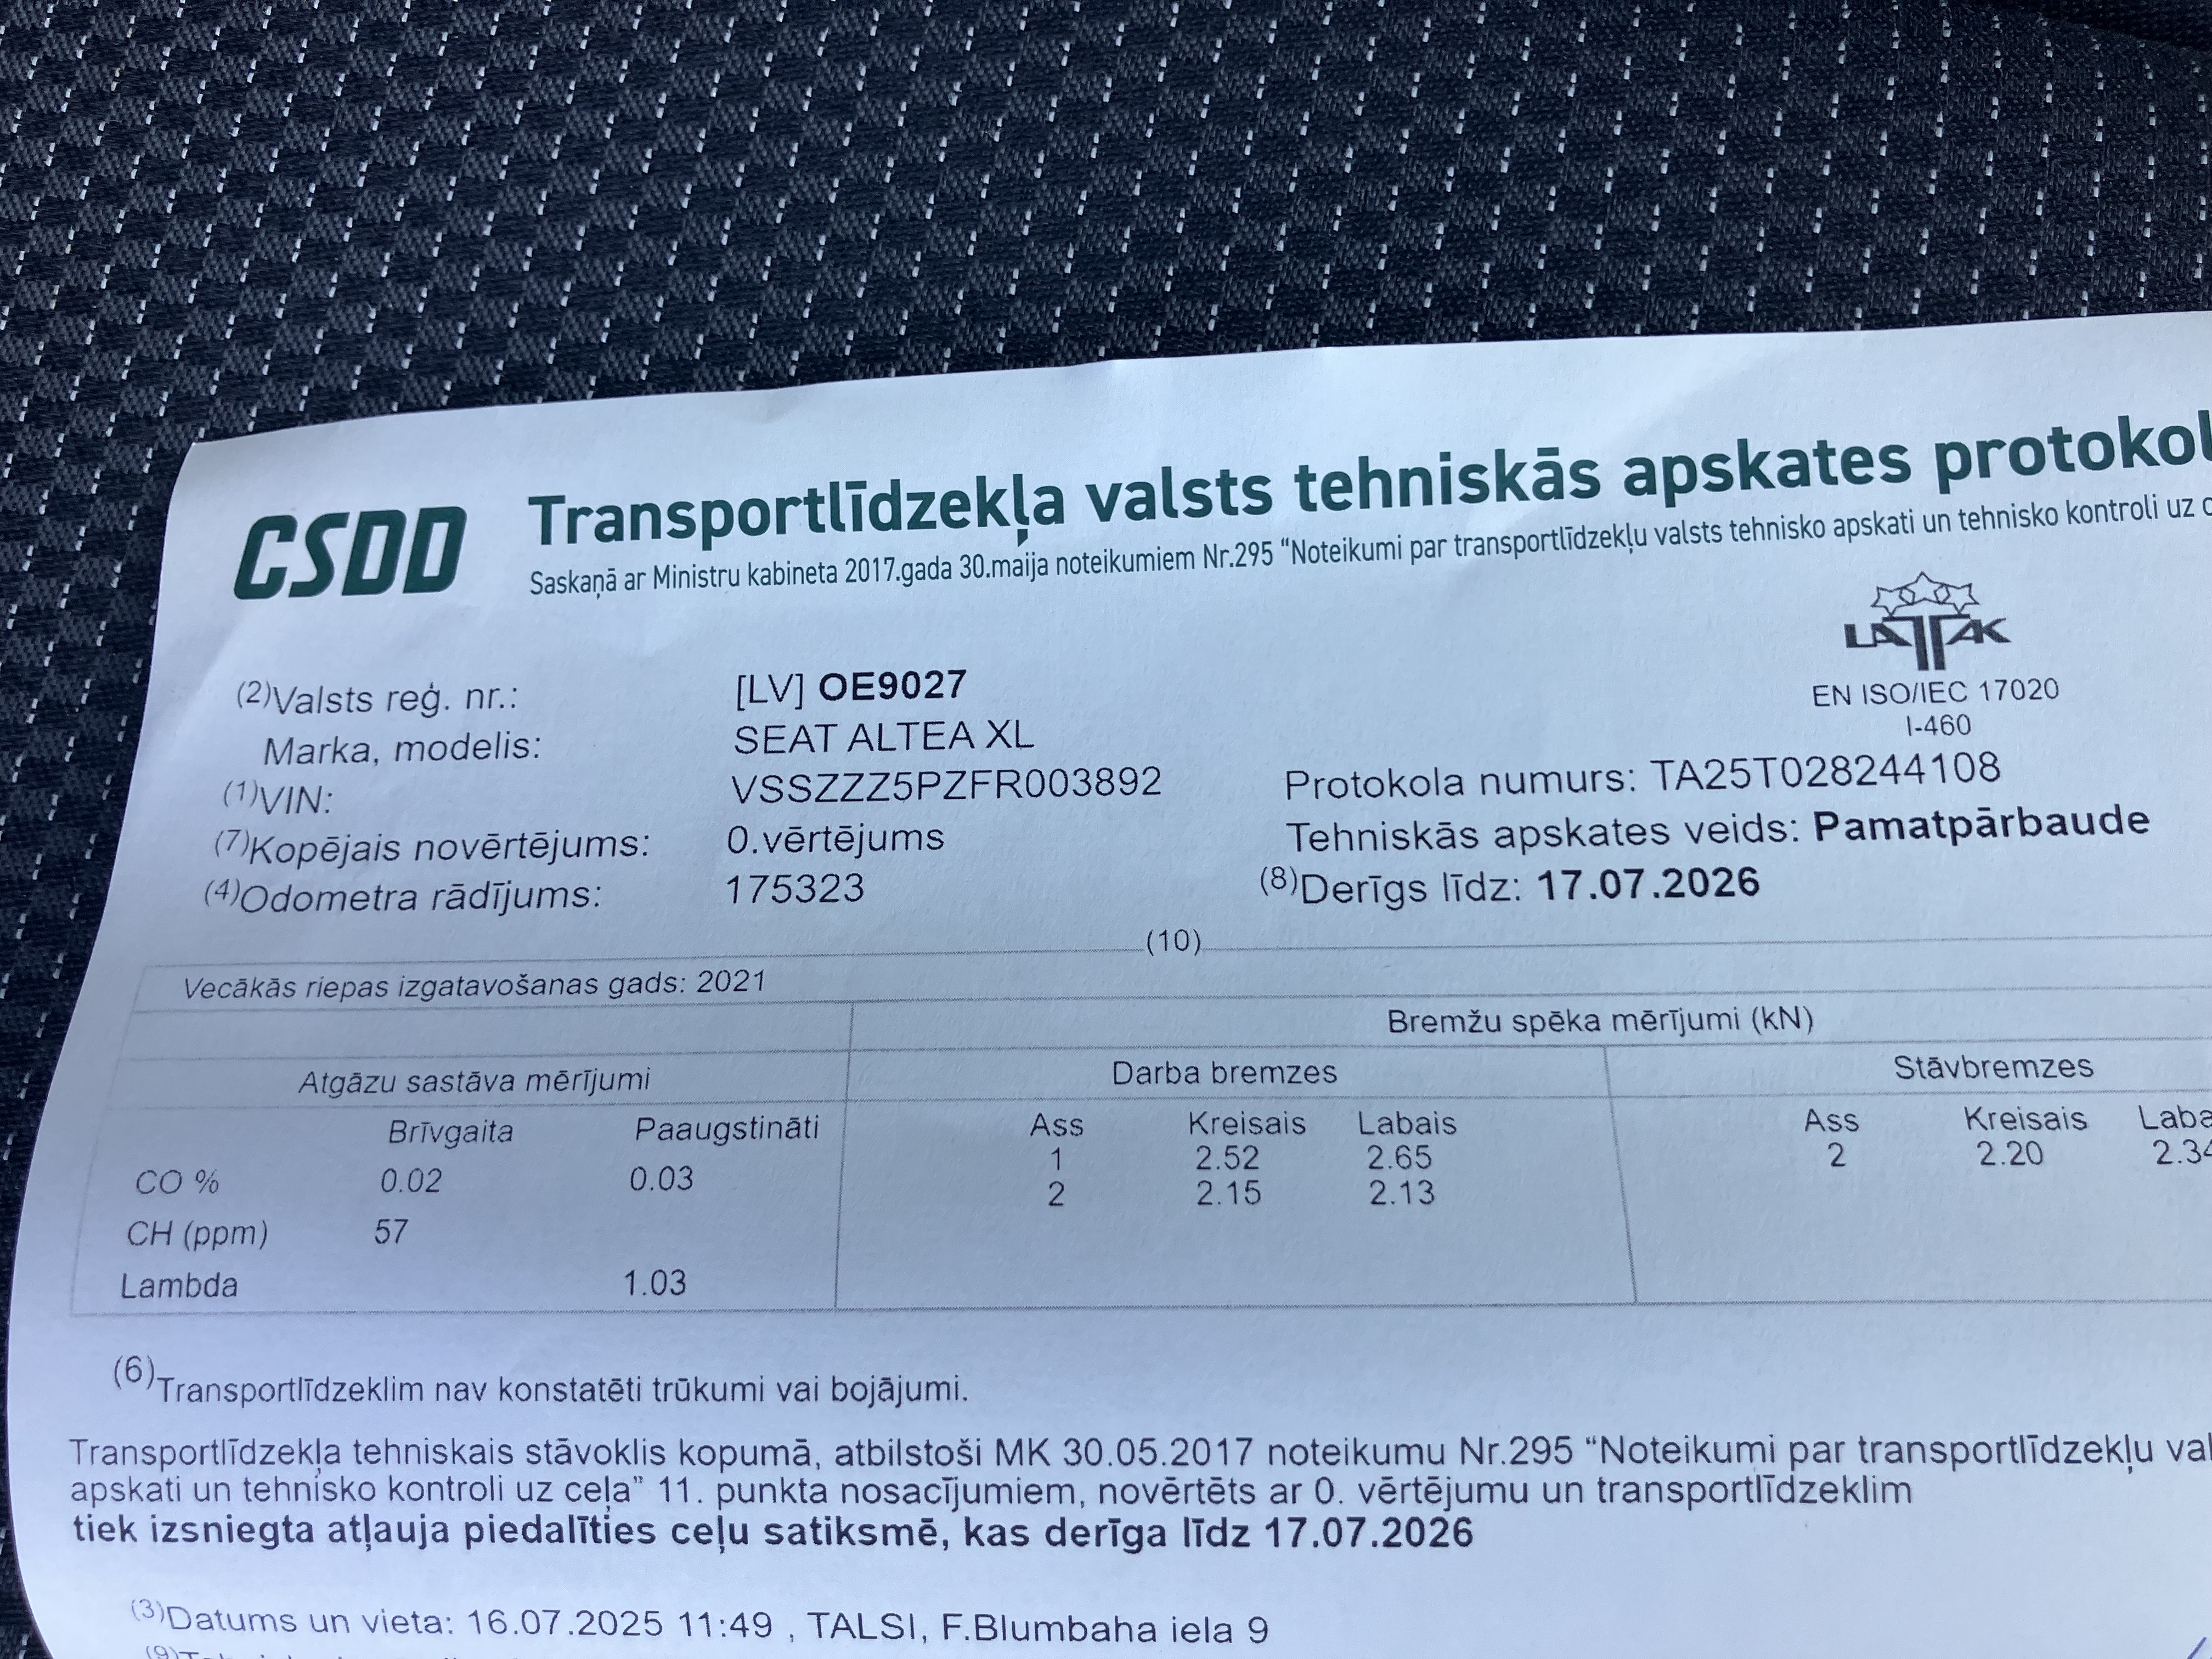 CSDD
Transportlīdzekļa valsts tehniskās apskates protokol
Saskaņā ar Ministru kabineta 2017.gada 30.maija noteikumiem Nr.295 “Noteikumi par transportlīdzekļu valsts tehnisko apskati un tehnisko kontroli uz
LATAK
EN ISO/IEC 17020
I-460
(2)Valsts reģ. nr.: [LV] OE9027
Marka, modelis: SEAT ALTEA XL
(1)VIN: VSSZZZ5PZFR003892 Protokola numurs: TA25T028244108
(7)Kopējais novērtējums: 0.vērtējums Tehniskās apskates veids: Pamatpārbaude
(4)Odometra rādījums: 175323 (8)Derīgs līdz: 17.07.2026
(10)
Vecākās riepas izgatavošanas gads: 2021
Bremžu spēka mērījumi (kN)
Atgāzu sastāva mērījumi Darba bremzes Stāvbremzes
Brīvgaita Paaugstināti Ass Kreisais Labais Ass Kreisais Laba
1 2.52 2.65 2 2.20 2.34
CO % 0.02 0.03 2 2.15 2.13
CH (ppm) 57
Lambda 1.03
(6)Transportlīdzeklim nav konstatēti trūkumi vai bojājumi.
Transportlīdzekļa tehniskais stāvoklis kopumā, atbilstoši MK 30.05.2017 noteikumu Nr.295 “Noteikumi par transportlīdzekļu val
apskati un tehnisko kontroli uz ceļa” 11. punkta nosacījumiem, novērtēts ar 0. vērtējumu un transportlīdzeklim
tiek izsniegta atļauja piedalīties ceļu satiksmē, kas derīga līdz 17.07.2026
(3)Datums un vieta: 16.07.2025 11:49 , TALSI, F.Blumbaha iela 9